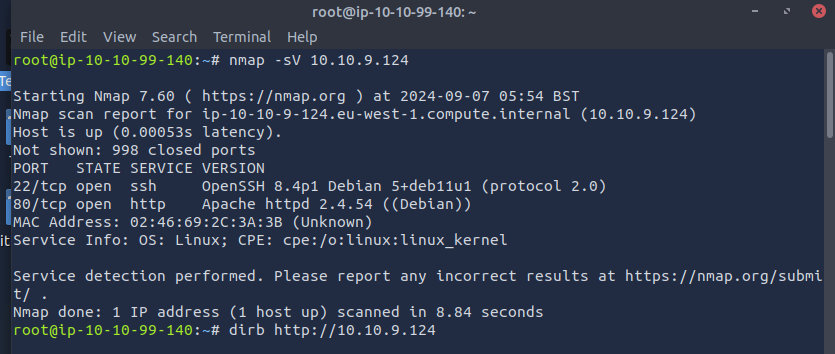 root@ip-10-10-99-140: ~
File Edit View Search Terminal Help
root@ip-10-10-99-140:~# nmap -sV 10.10.9.124
Starting Nmap 7.60 ( https://nmap.org ) at 2024-09-07 05:54 BST
Nmap scan report for ip-10-10-9-124.eu-west-1.compute.internal (10.10.9.124)
Host is up (0.00053s latency).
Not shown: 998 closed ports
PORT   STATE SERVICE VERSION
22/tcp open  ssh     OpenSSH 8.4p1 Debian 5+deb11u1 (protocol 2.0)
80/tcp open  http    Apache httpd 2.4.54 ((Debian))
MAC Address: 02:46:69:2C:3A:3B (Unknown)
Service Info: OS: Linux; CPE: cpe:/o:linux:linux_kernel
Service detection performed. Please report any incorrect results at https://nmap.org/submi
t/ .
Nmap done: 1 IP address (1 host up) scanned in 8.84 seconds
root@ip-10-10-99-140:~# dirb http://10.10.9.124